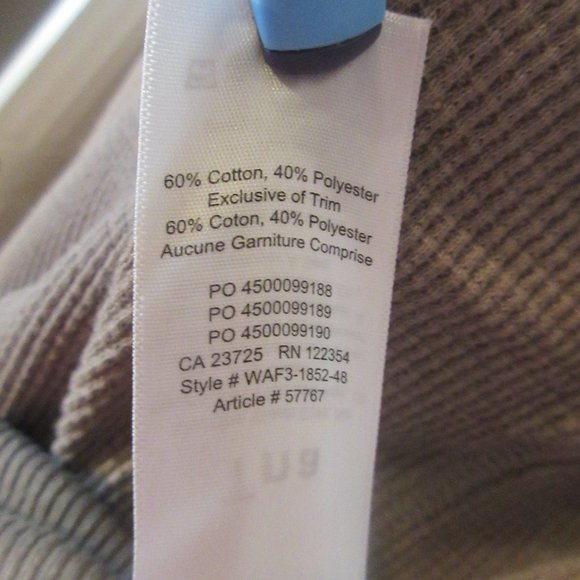 60% Cotton, 40% Polyester
Exclusive of Trim
60% Coton, 40% Polyester
Aucune Garniture Comprise
PO 4500099188
PO 4500099189
PO 4500099190
CA 23725 RN 122354
Style # WAF3-1852-48
Article # 57767